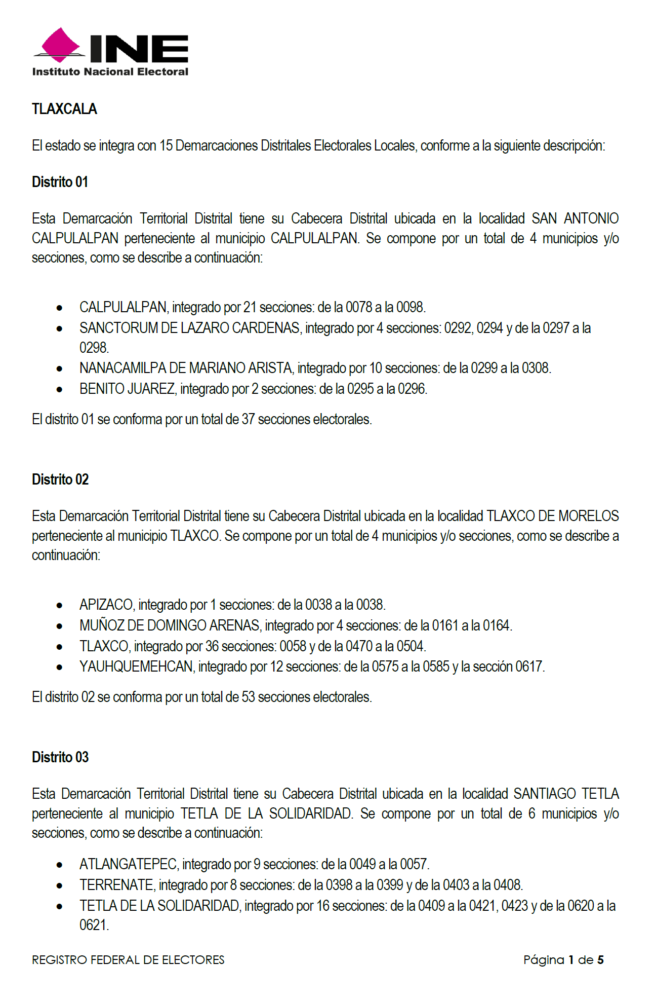 INE
Instituto Nacional Electoral
TLAXCALA
El estado se integra con 15 Demarcaciones Distritales Electorales Locales, conforme a la siguiente descripción:
Distrito 01
Esta Demarcación Territorial Distrital tiene su Cabecera Distrital ubicada en la localidad SAN ANTONIO
CALPULALPAN perteneciente al municipio CALPULALPAN. Se compone por un total de 4 municipios y/o
secciones, como se describe a continuación:
• CALPULALPAN, integrado por 21 secciones: de la 0078 a la 0098.
• SANCTORUM DE LAZARO CARDENAS, integrado por 4 secciones: 0292, 0294 y de la 0297 a la
0298.
• NANACAMILPA DE MARIANO ARISTA, integrado por 10 secciones: de la 0299 a la 0308.
• BENITO JUAREZ, integrado por 2 secciones: de la 0295 a la 0296.
El distrito 01 se conforma por un total de 37 secciones electorales.
Distrito 02
Esta Demarcación Territorial Distrital tiene su Cabecera Distrital ubicada en la localidad TLAXCO DE MORELOS
perteneciente al municipio TLAXCO. Se compone por un total de 4 municipios y/o secciones, como se describe a
continuación:
• APIZACO, integrado por 1 secciones: de la 0038 a la 0038.
• MUÑOZ DE DOMINGO ARENAS, integrado por 4 secciones: de la 0161 a la 0164.
• TLAXCO, integrado por 36 secciones: 0058 y de la 0470 a la 0504.
• YAUHQUEMEHCAN, integrado por 12 secciones: de la 0575 a la 0585 y la sección 0617.
El distrito 02 se conforma por un total de 53 secciones electorales.
Distrito 03
Esta Demarcación Territorial Distrital tiene su Cabecera Distrital ubicada en la localidad SANTIAGO TETLA
perteneciente al municipio TETLA DE LA SOLIDARIDAD. Se compone por un total de 6 municipios y/o
secciones, como se describe a continuación:
• ATLANGATEPEC, integrado por 9 secciones: de la 0049 a la 0057.
• TERRENATE, integrado por 8 secciones: de la 0398 a la 0399 y de la 0403 a la 0408.
• TETLA DE LA SOLIDARIDAD, integrado por 16 secciones: de la 0409 a la 0421, 0423 y de la 0620 a la
0621.
REGISTRO FEDERAL DE ELECTORES Página 1 de 5